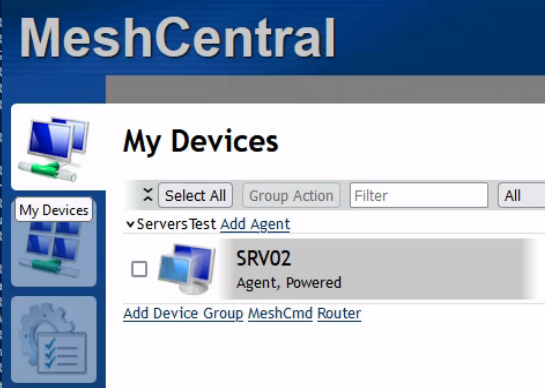 MeshCentral
My Devices
Select All Group Action Filter All
My Devices
ServersTest Add Agent
SRV02
Agent, Powered
Add Device Group MeshCmd Router